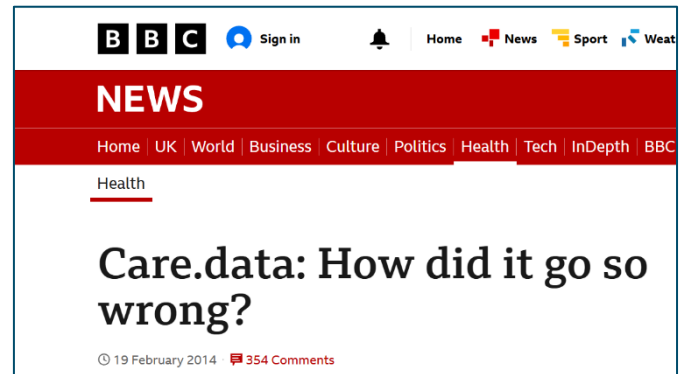 BBC Sign in Home News Sport
NEWS
Home UK World Business Culture Politics Health Tech InDepth BBC
Health
Care.data: How did it go so
wrong?
19 February 2014 354 Comments